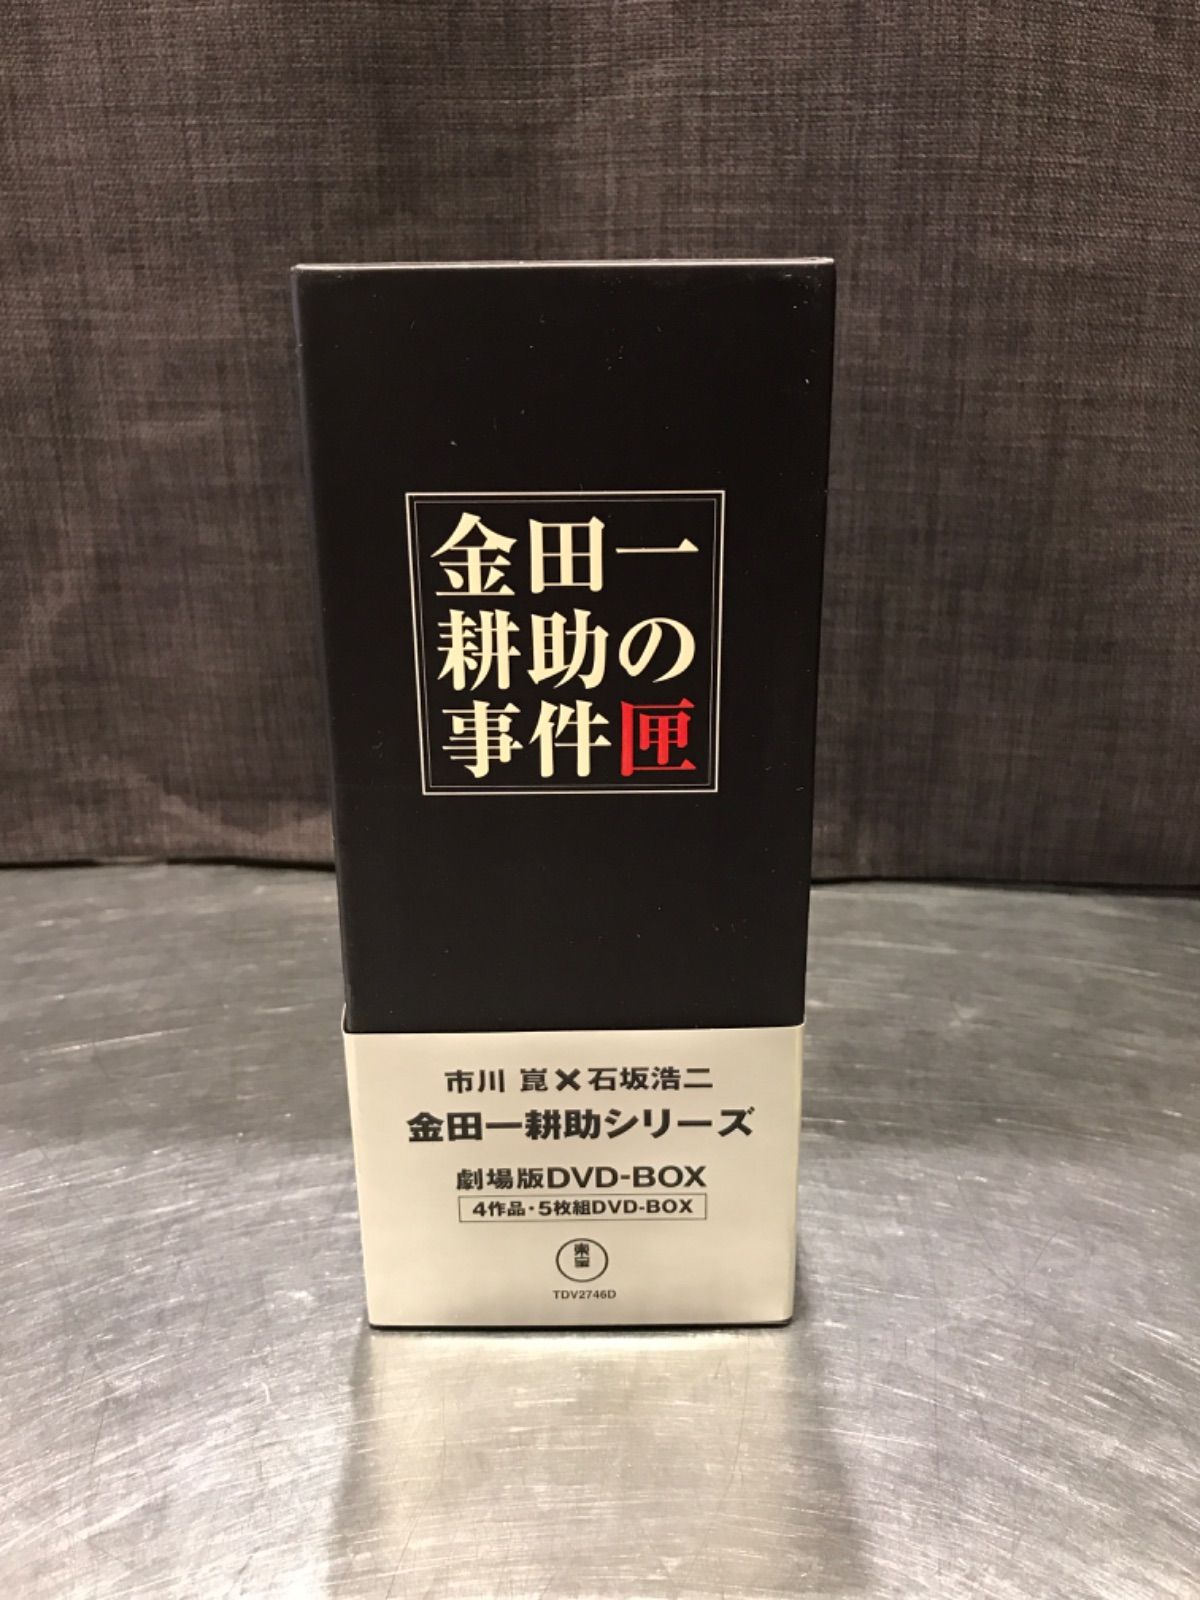 金田一
耕助の
事件匣
市川 崑×石坂浩二
金田一耕助シリーズ
劇場版DVD-BOX
4作品・5枚組DVD-BOX
東宝
TDV2746D